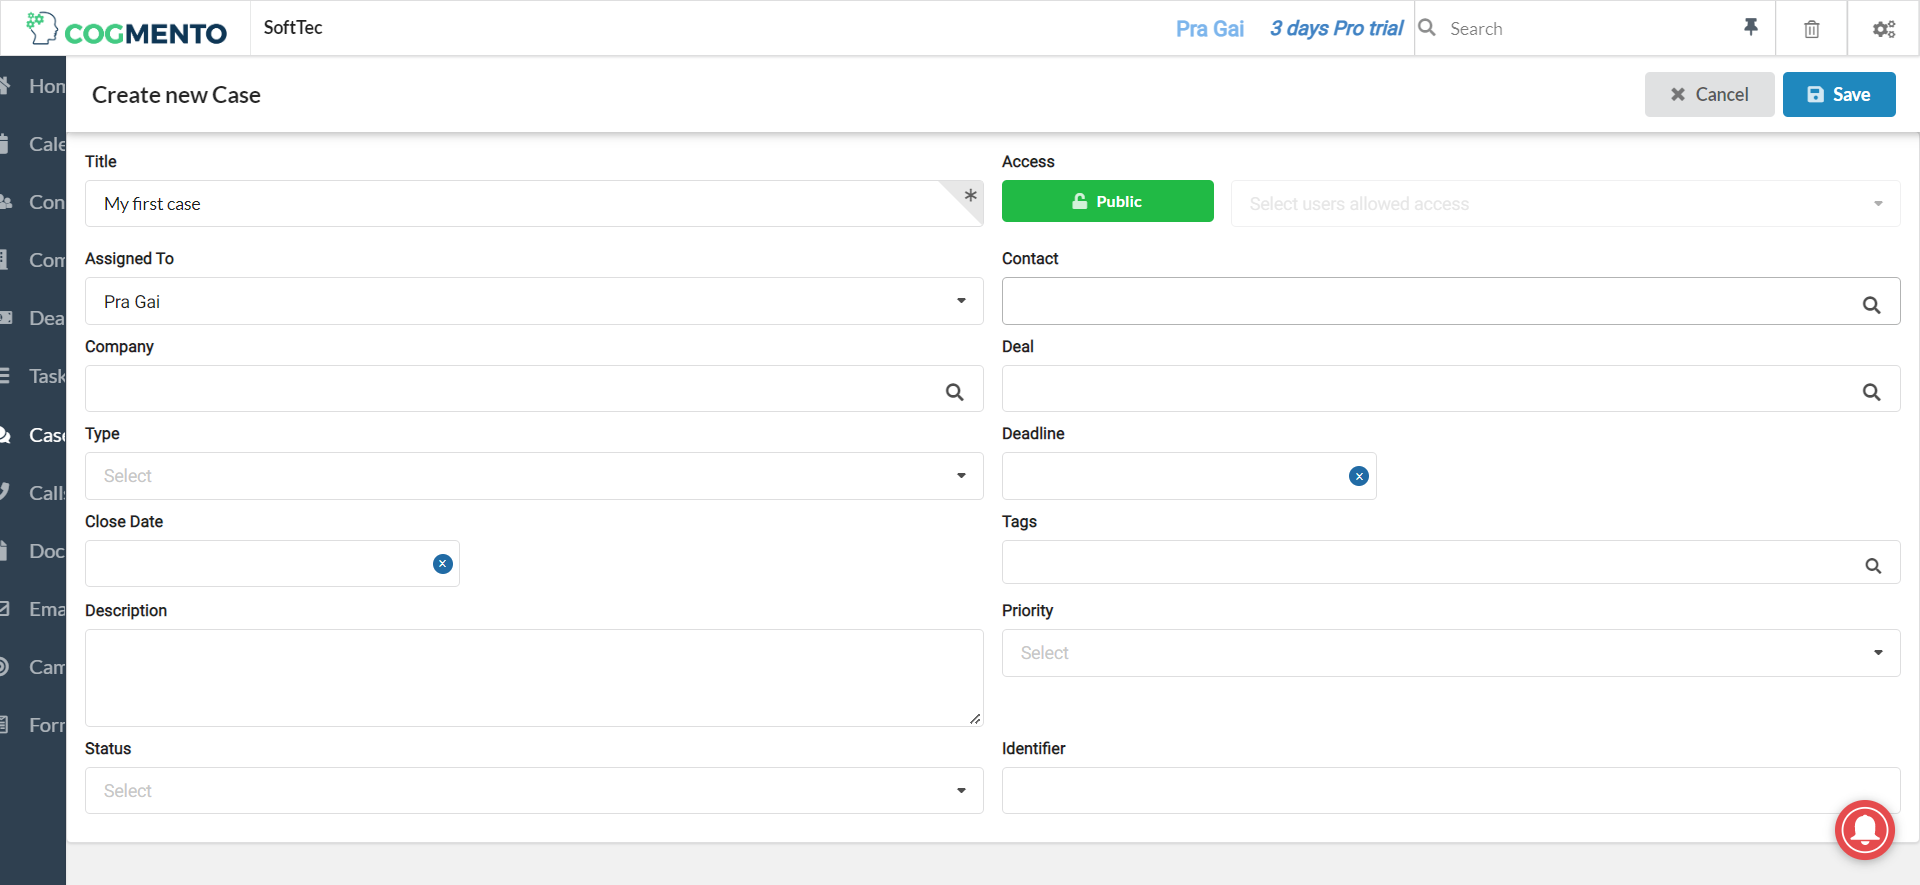 COGMENTO
SoftTec
Pra Gai
3 days Pro trial
Search
Hom
Cale
Con
Com
Dea
Task
Case
Calls
Doc
Ema
Cam
Forr
Create new Case
Cancel
Save
Title
My first case
*
Access
Public
Select users allowed access
Assigned To
Pra Gai
Contact
Company
Deal
Type
Select
Deadline
Close Date
Tags
Description
Priority
Select
Status
Select
Identifier